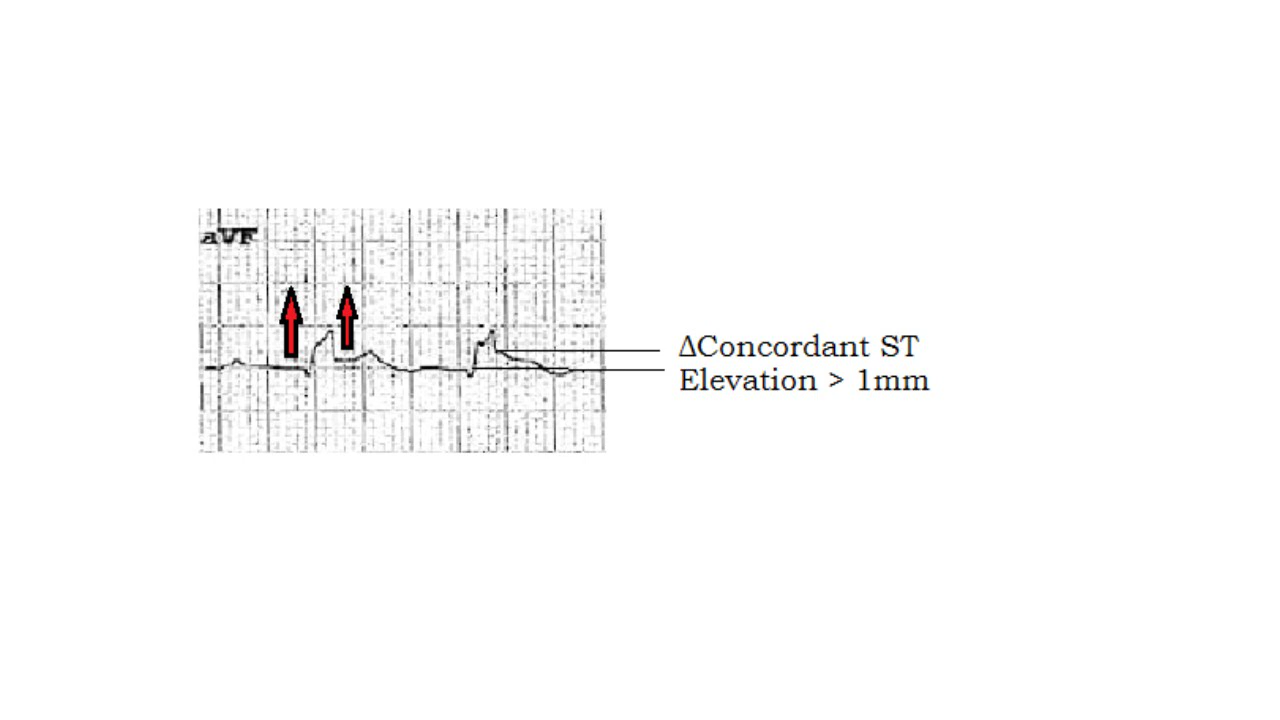 aVF
ΔConcordant ST
Elevation > 1mm